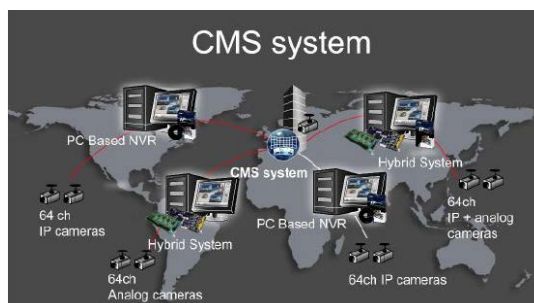 CMS system
PC Based NVR
Hybrid System
CMS system
64 ch
IP cameras
Hybrid System
PC Based NVR
64ch
IP + analog
cameras
64ch
Analog cameras
64ch IP cameras